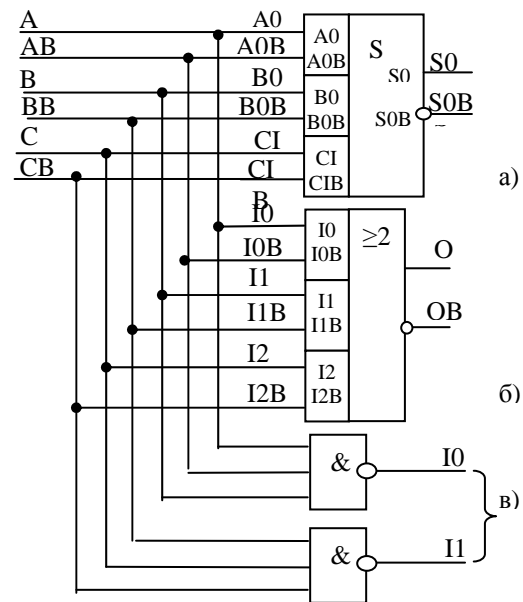 A A0 A0 S S0 S0
AB A0B A0B
B B0 B0 S0B S0B
BB B0B B0B
C CI CI
CB CI CIB а)
B
I0 I0 ≥2 O
I0B I0B
I1 I1 OB
I1B I1B
I2 I2
I2B I2B б)
& I0
в)
& I1